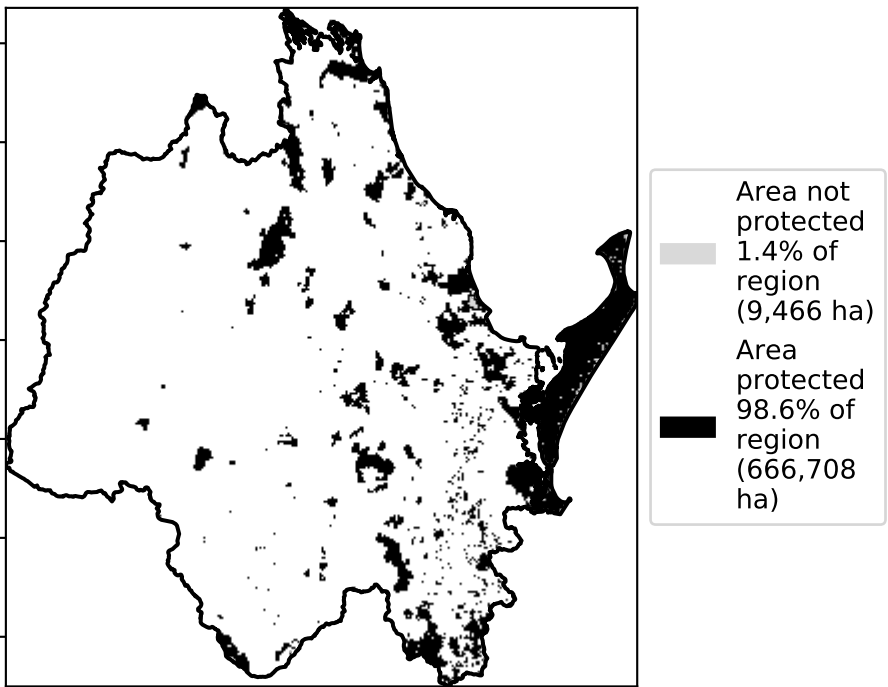 Area not
protected
1.4% of
region
(9,466 ha)
Area
protected
98.6% of
region
(666,708
ha)